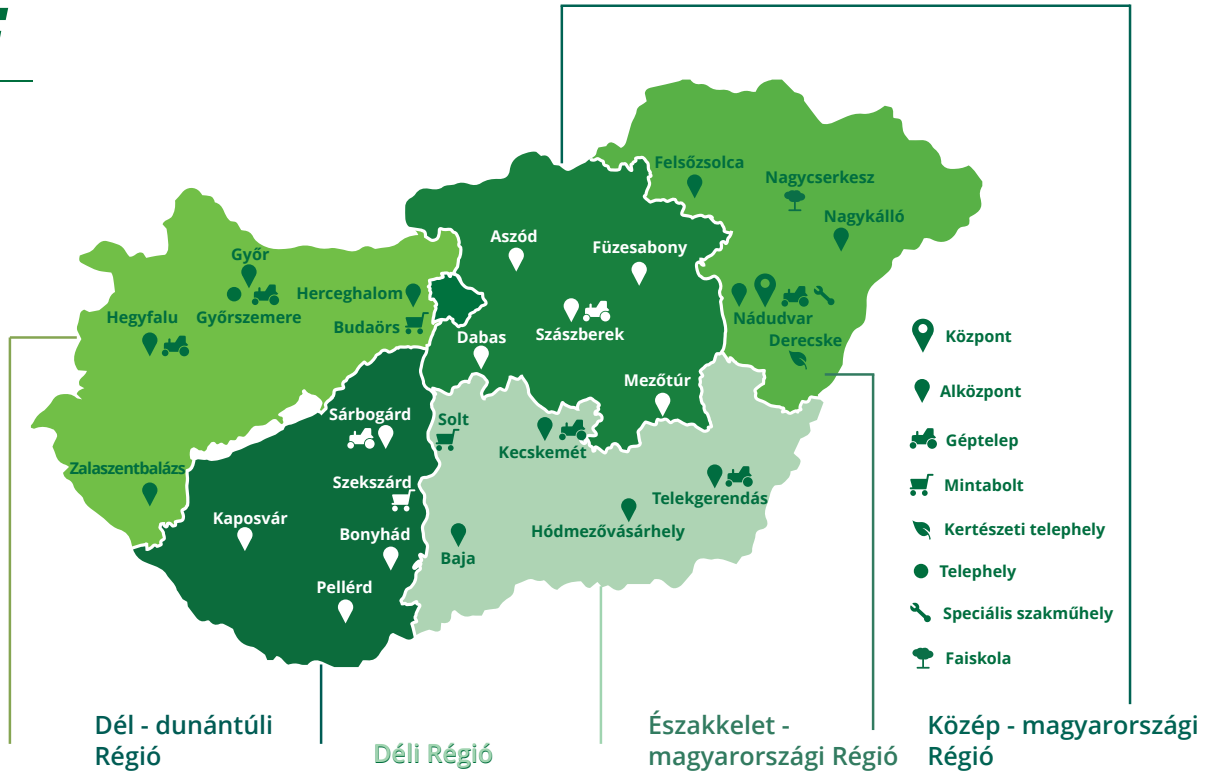 Felsőzsolca
Nagycserkesz
Nagykálló
Aszód
Füzesabony
Győr
Herceghalom
Hegyfalu
Győrszemere
Budaörs
Nádudvar
Dabas
Szászberek
Derecske
Központ
Mezőtúr
Alközpont
Sárbogárd
Solt
Kecskemét
Géptelep
Zalaszentbalázs
Szekszárd
Telekgerendás
Mintabolt
Kaposvár
Bonyhád
Hódmezővásárhely
Kertészeti telephely
Baja
Telephely
Pellérd
Speciális szakműhely
Faiskola
Dél - dunántúli
Régió
Déli Régió
Északkelet -
magyarországi Régió
Közép - magyarországi
Régió